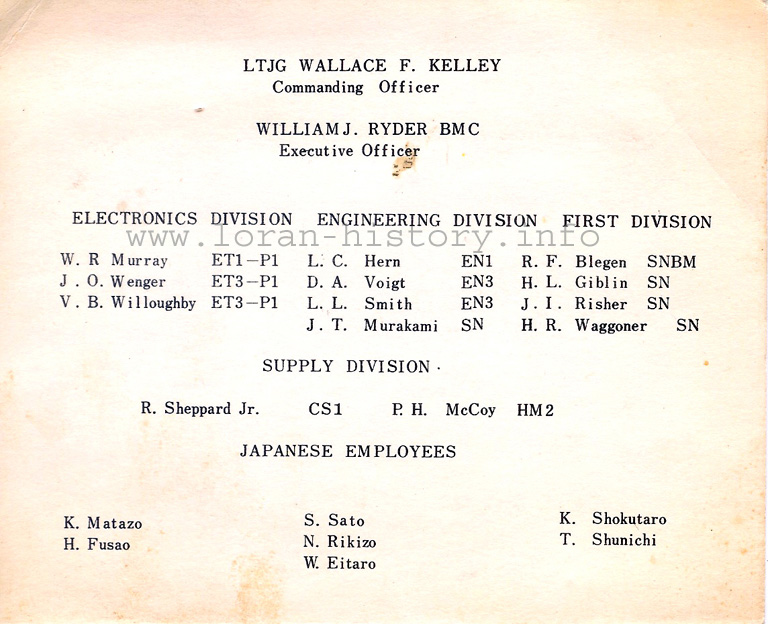 LTJG WALLACE F. KELLEY
Commanding Officer
WILLIAM J. RYDER BMC
Executive Officer
ELECTRONICS DIVISION ENGINEERING DIVISION FIRST DIVISION
www.loran-history.info
W. R Murray ET1-P1 L. C. Hern EN1 R. F. Blegen SNBM
J. O. Wenger ET3-P1 D. A. Voigt EN3 H. L. Giblin SN
V. B. Willoughby ET3-P1 L. L. Smith EN3 J. I. Risher SN
J. T. Murakami SN H. R. Waggoner SN
SUPPLY DIVISION
R. Sheppard Jr. CS1 P. H. McCoy HM2
JAPANESE EMPLOYEES
K. Matazo S. Sato K. Shokutaro
H. Fusao N. Rikizo T. Shunichi
W. Eitaro